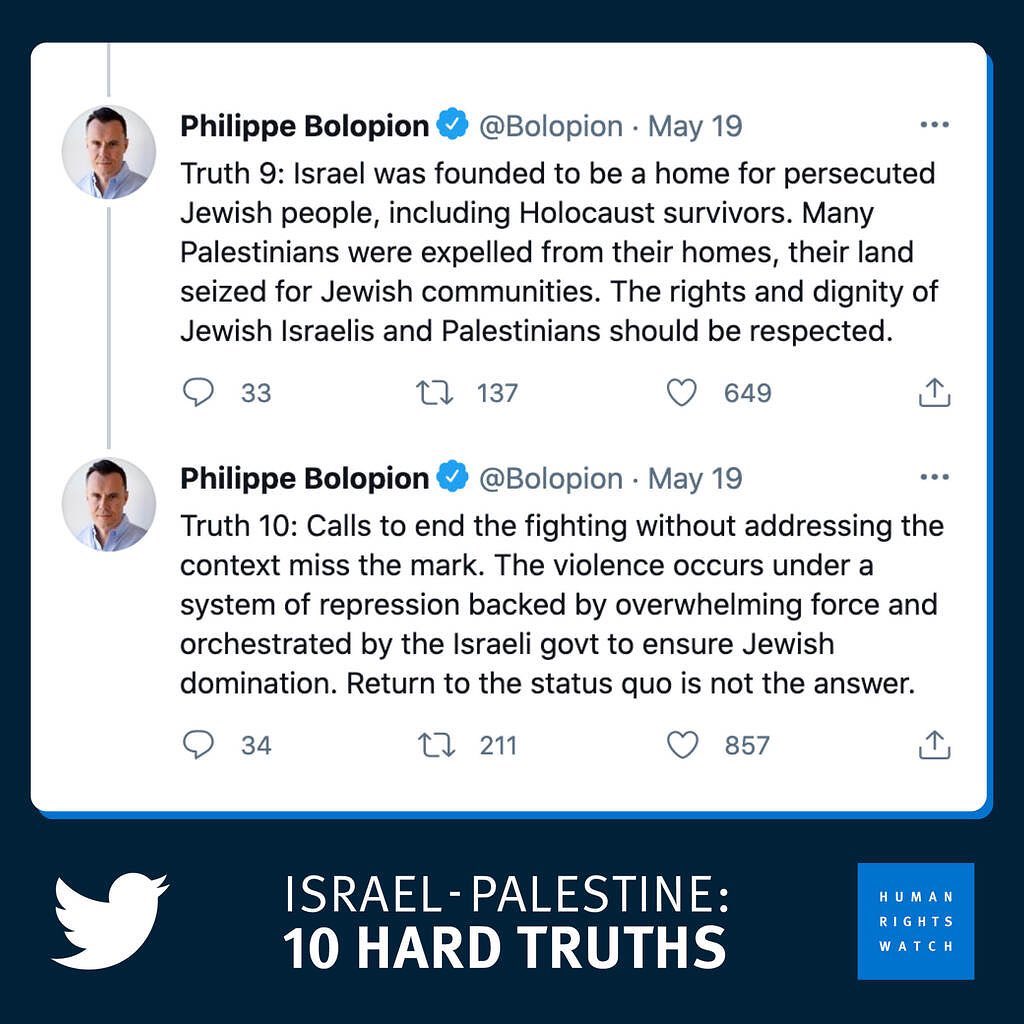 Philippe Bolopion @Bolopion · May 19
Truth 9: Israel was founded to be a home for persecuted
Jewish people, including Holocaust survivors. Many
Palestinians were expelled from their homes, their land
seized for Jewish communities. The rights and dignity of
Jewish Israelis and Palestinians should be respected.
33 137 649
Philippe Bolopion @Bolopion · May 19
Truth 10: Calls to end the fighting without addressing the
context miss the mark. The violence occurs under a
system of repression backed by overwhelming force and
orchestrated by the Israeli govt to ensure Jewish
domination. Return to the status quo is not the answer.
34 211 857
ISRAEL-PALESTINE:
10 HARD TRUTHS
HUMAN
RIGHTS
WATCH